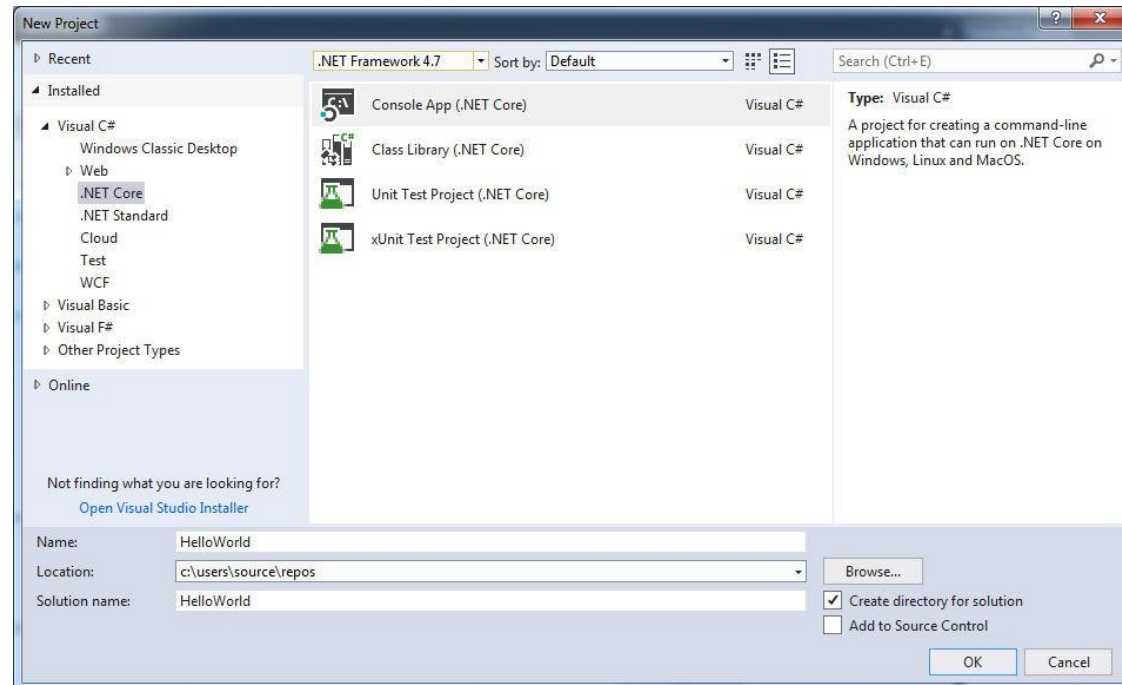 New Project
Recent
Installed
Visual C#
Windows Classic Desktop
Web
.NET Core
.NET Standard
Cloud
Test
WCF
Visual Basic
Visual F#
Other Project Types
Online
Not finding what you are looking for?
Open Visual Studio Installer
.NET Framework 4.7 Sort by: Default
Console App (.NET Core) Visual C#
Class Library (.NET Core) Visual C#
Unit Test Project (.NET Core) Visual C#
xUnit Test Project (.NET Core) Visual C#
Search (Ctrl+E)
Type: Visual C#
A project for creating a command-line
application that can run on .NET Core on
Windows, Linux and MacOS.
Name: HelloWorld
Location: c:\users\source\repos Browse...
Solution name: HelloWorld
Create directory for solution
Add to Source Control
OK Cancel